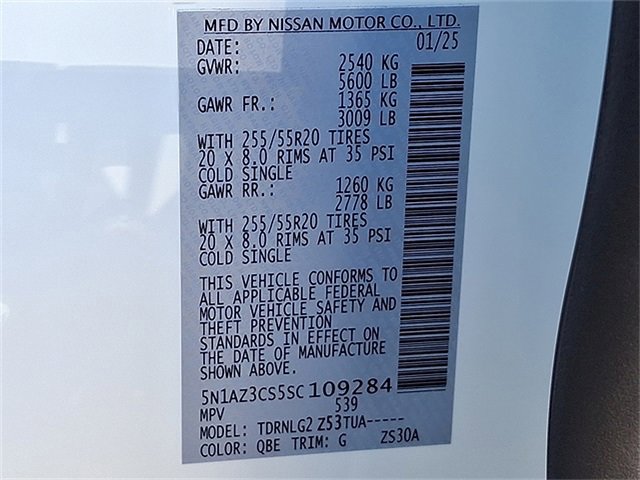 MFD BY NISSAN MOTOR CO., LTD.
DATE: 01/25
GVWR: 2540 KG
5600 LB
GAWR FR.: 1365 KG
3009 LB
WITH 255/55R20 TIRES
20 X 8.0 RIMS AT 35 PSI
COLD SINGLE
GAWR RR.: 1260 KG
2778 LB
WITH 255/55R20 TIRES
20 X 8.0 RIMS AT 35 PSI
COLD SINGLE
THIS VEHICLE CONFORMS TO
ALL APPLICABLE FEDERAL
MOTOR VEHICLE SAFETY AND
THEFT PREVENTION
STANDARDS IN EFFECT ON
THE DATE OF MANUFACTURE
SHOWN ABOVE.
5N1AZ3CS5SC109284
MPV 539
MODEL: TDRNLG2 Z53TUA-----
COLOR: QBE TRIM: G ZS30A